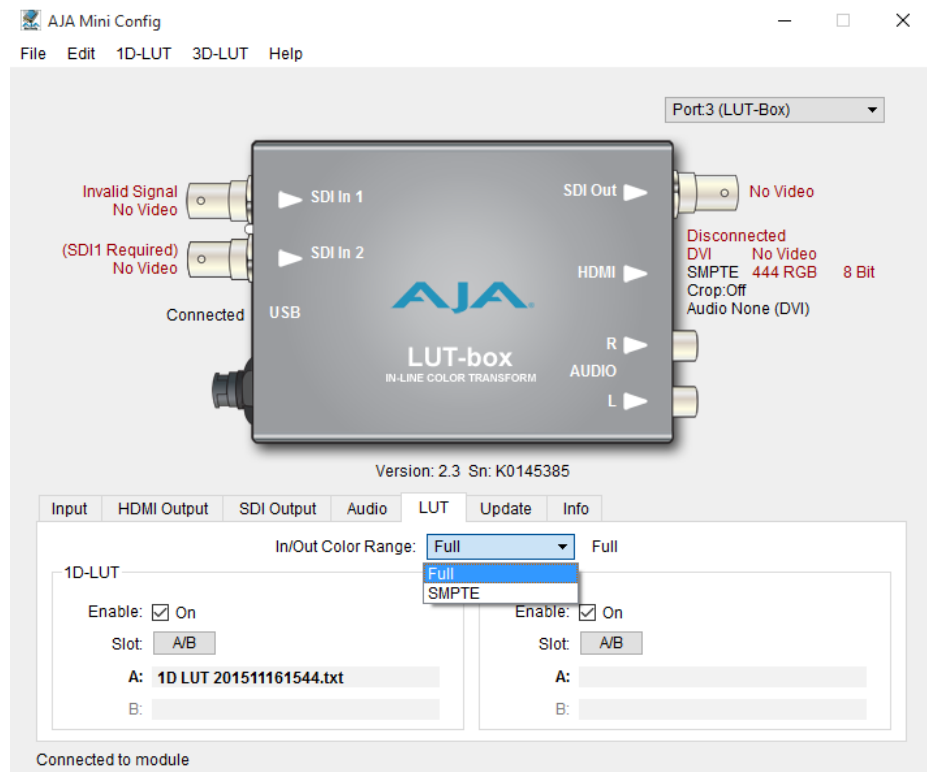 AJA Mini Config
File Edit 1D-LUT 3D-LUT Help
Port:3 (LUT-Box)
Invalid Signal
No Video
SDI In 1
SDI Out
No Video
(SDI1 Required)
No Video
SDI In 2
Disconnected
DVI No Video
SMPTE 444 RGB 8 Bit
Crop:Off
Audio None (DVI)
HDMI
Connected
USB
AJA
R
AUDIO
L
LUT-box
IN-LINE COLOR TRANSFORM
Version: 2.3 Sn: K0145385
Input HDMI Output SDI Output Audio LUT Update Info
In/Out Color Range: Full Full
Full
SMPTE
1D-LUT
Enable: On
Slot: A/B
A: 1D LUT 201511161544.txt
B:
Enable: On
Slot: A/B
A:
B:
Connected to module